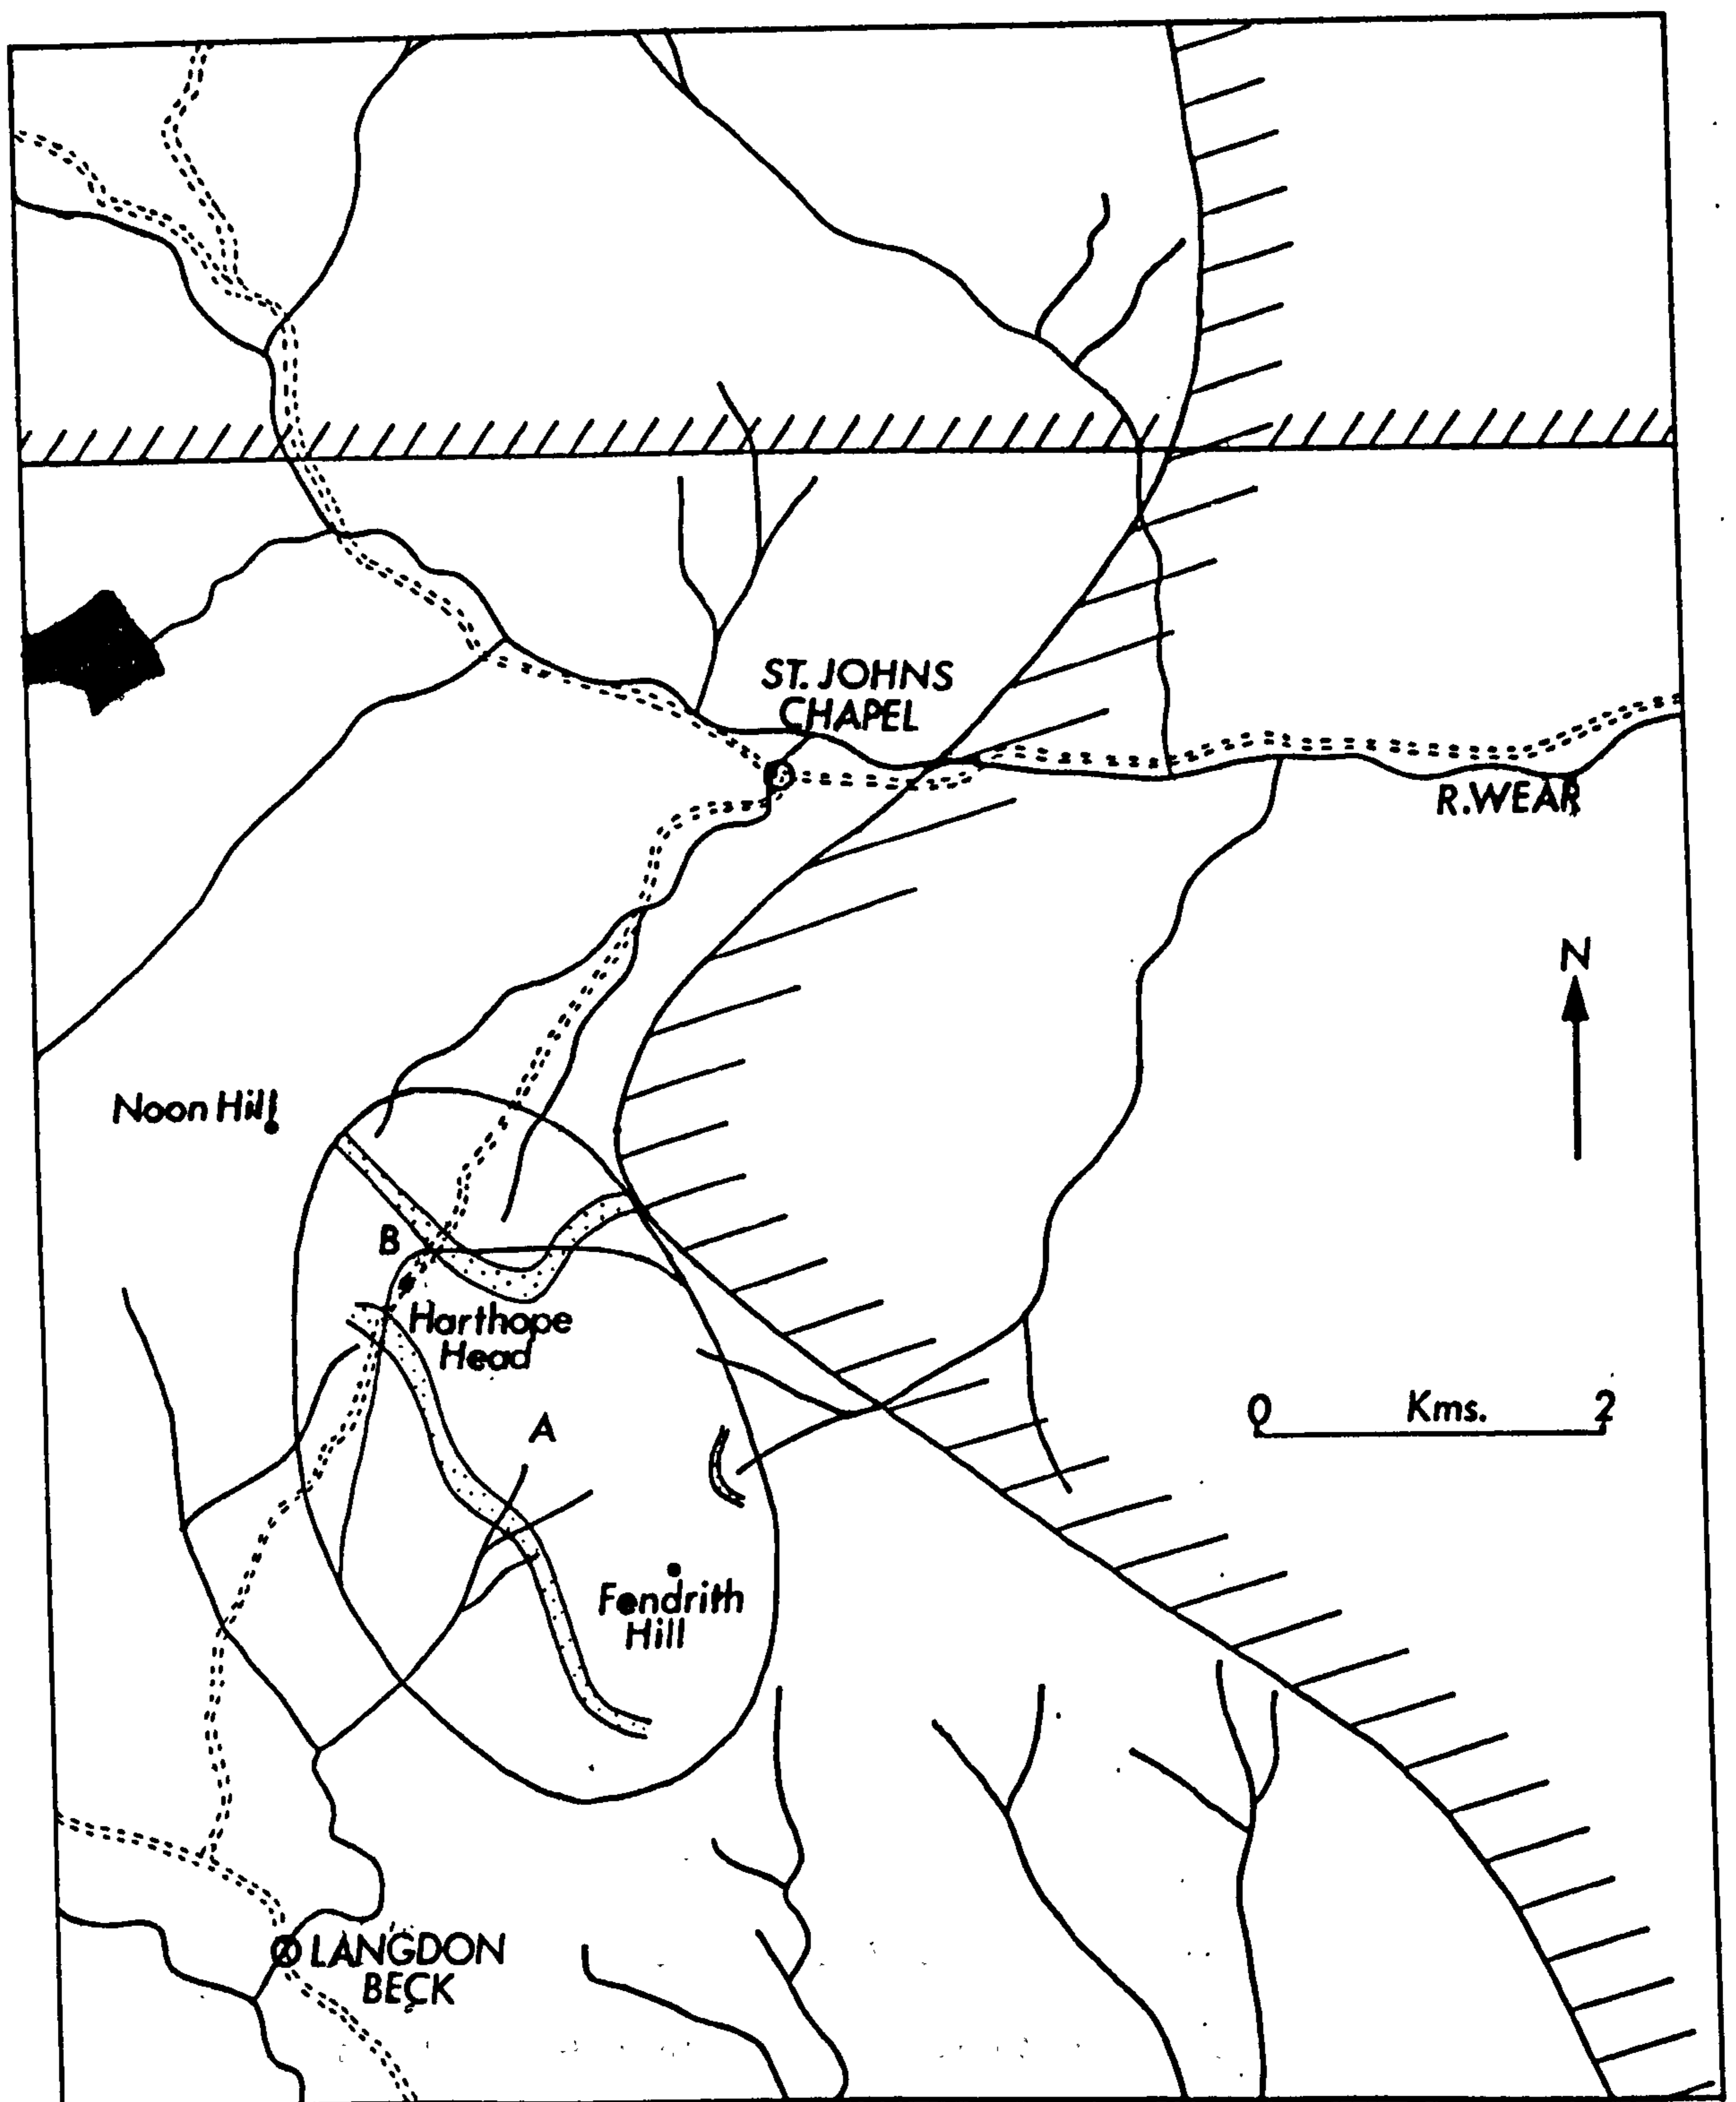 ST. JOHNS
CHAPEL
R.WEAR
N
Noon Hill
B
Harthope
Head
0 Kms. 2
A
Fendrith
Hill
LANGDON
BECK